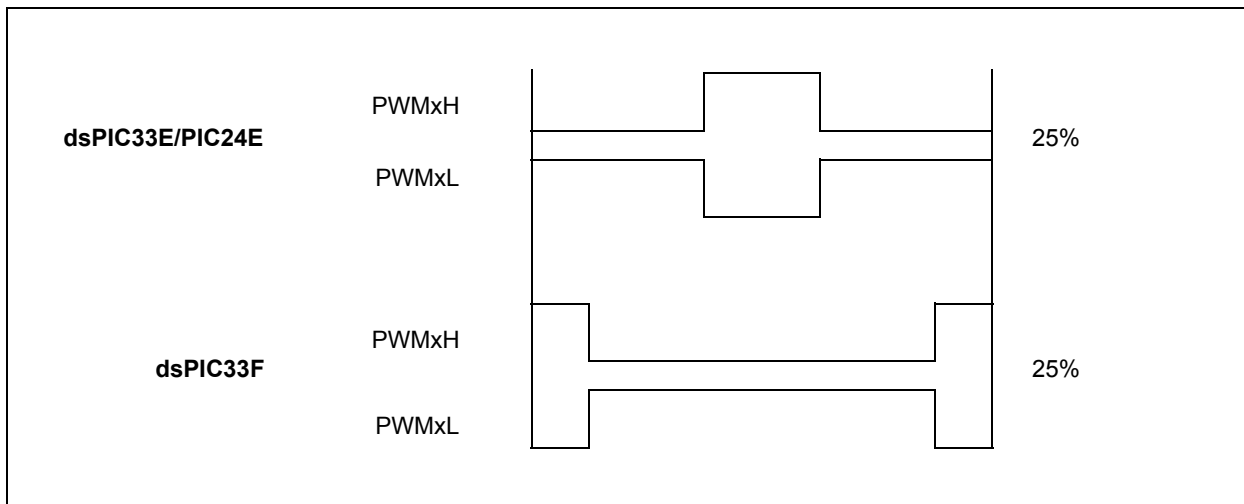 PWMxH
dsPIC33E/PIC24E
25%
PWMxL
PWMxH
dsPIC33F
25%
PWMxL